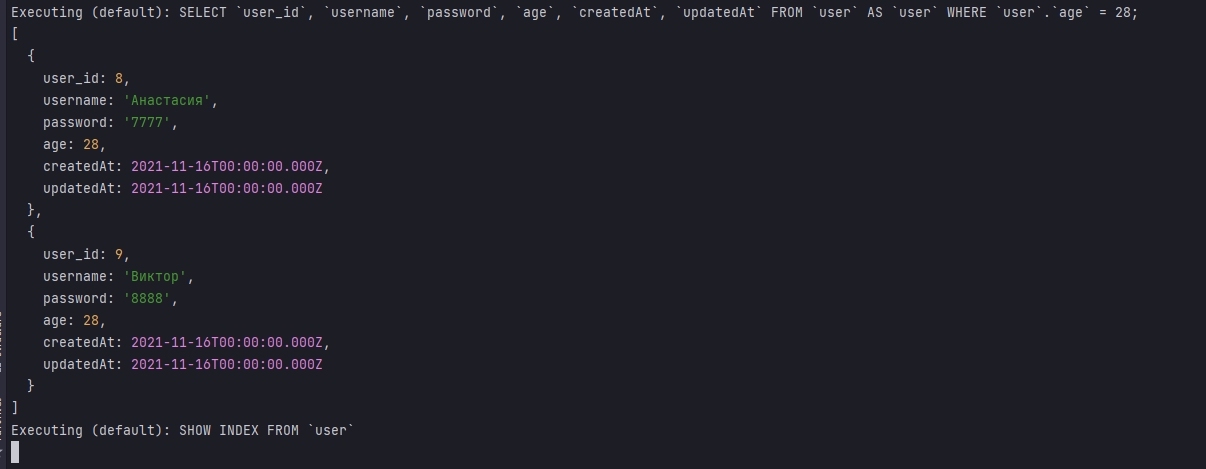 Executing (default): SELECT `user_id`, `username`, `password`, `age`, `createdAt`, `updatedAt` FROM `user` AS `user` WHERE `user`.`age` = 28;
[
  {
    user_id: 8,
    username: 'Анастасия',
    password: '7777',
    age: 28,
    createdAt: 2021-11-16T00:00:00.000Z,
    updatedAt: 2021-11-16T00:00:00.000Z
  },
  {
    user_id: 9,
    username: 'Виктор',
    password: '8888',
    age: 28,
    createdAt: 2021-11-16T00:00:00.000Z,
    updatedAt: 2021-11-16T00:00:00.000Z
  }
]
Executing (default): SHOW INDEX FROM `user`